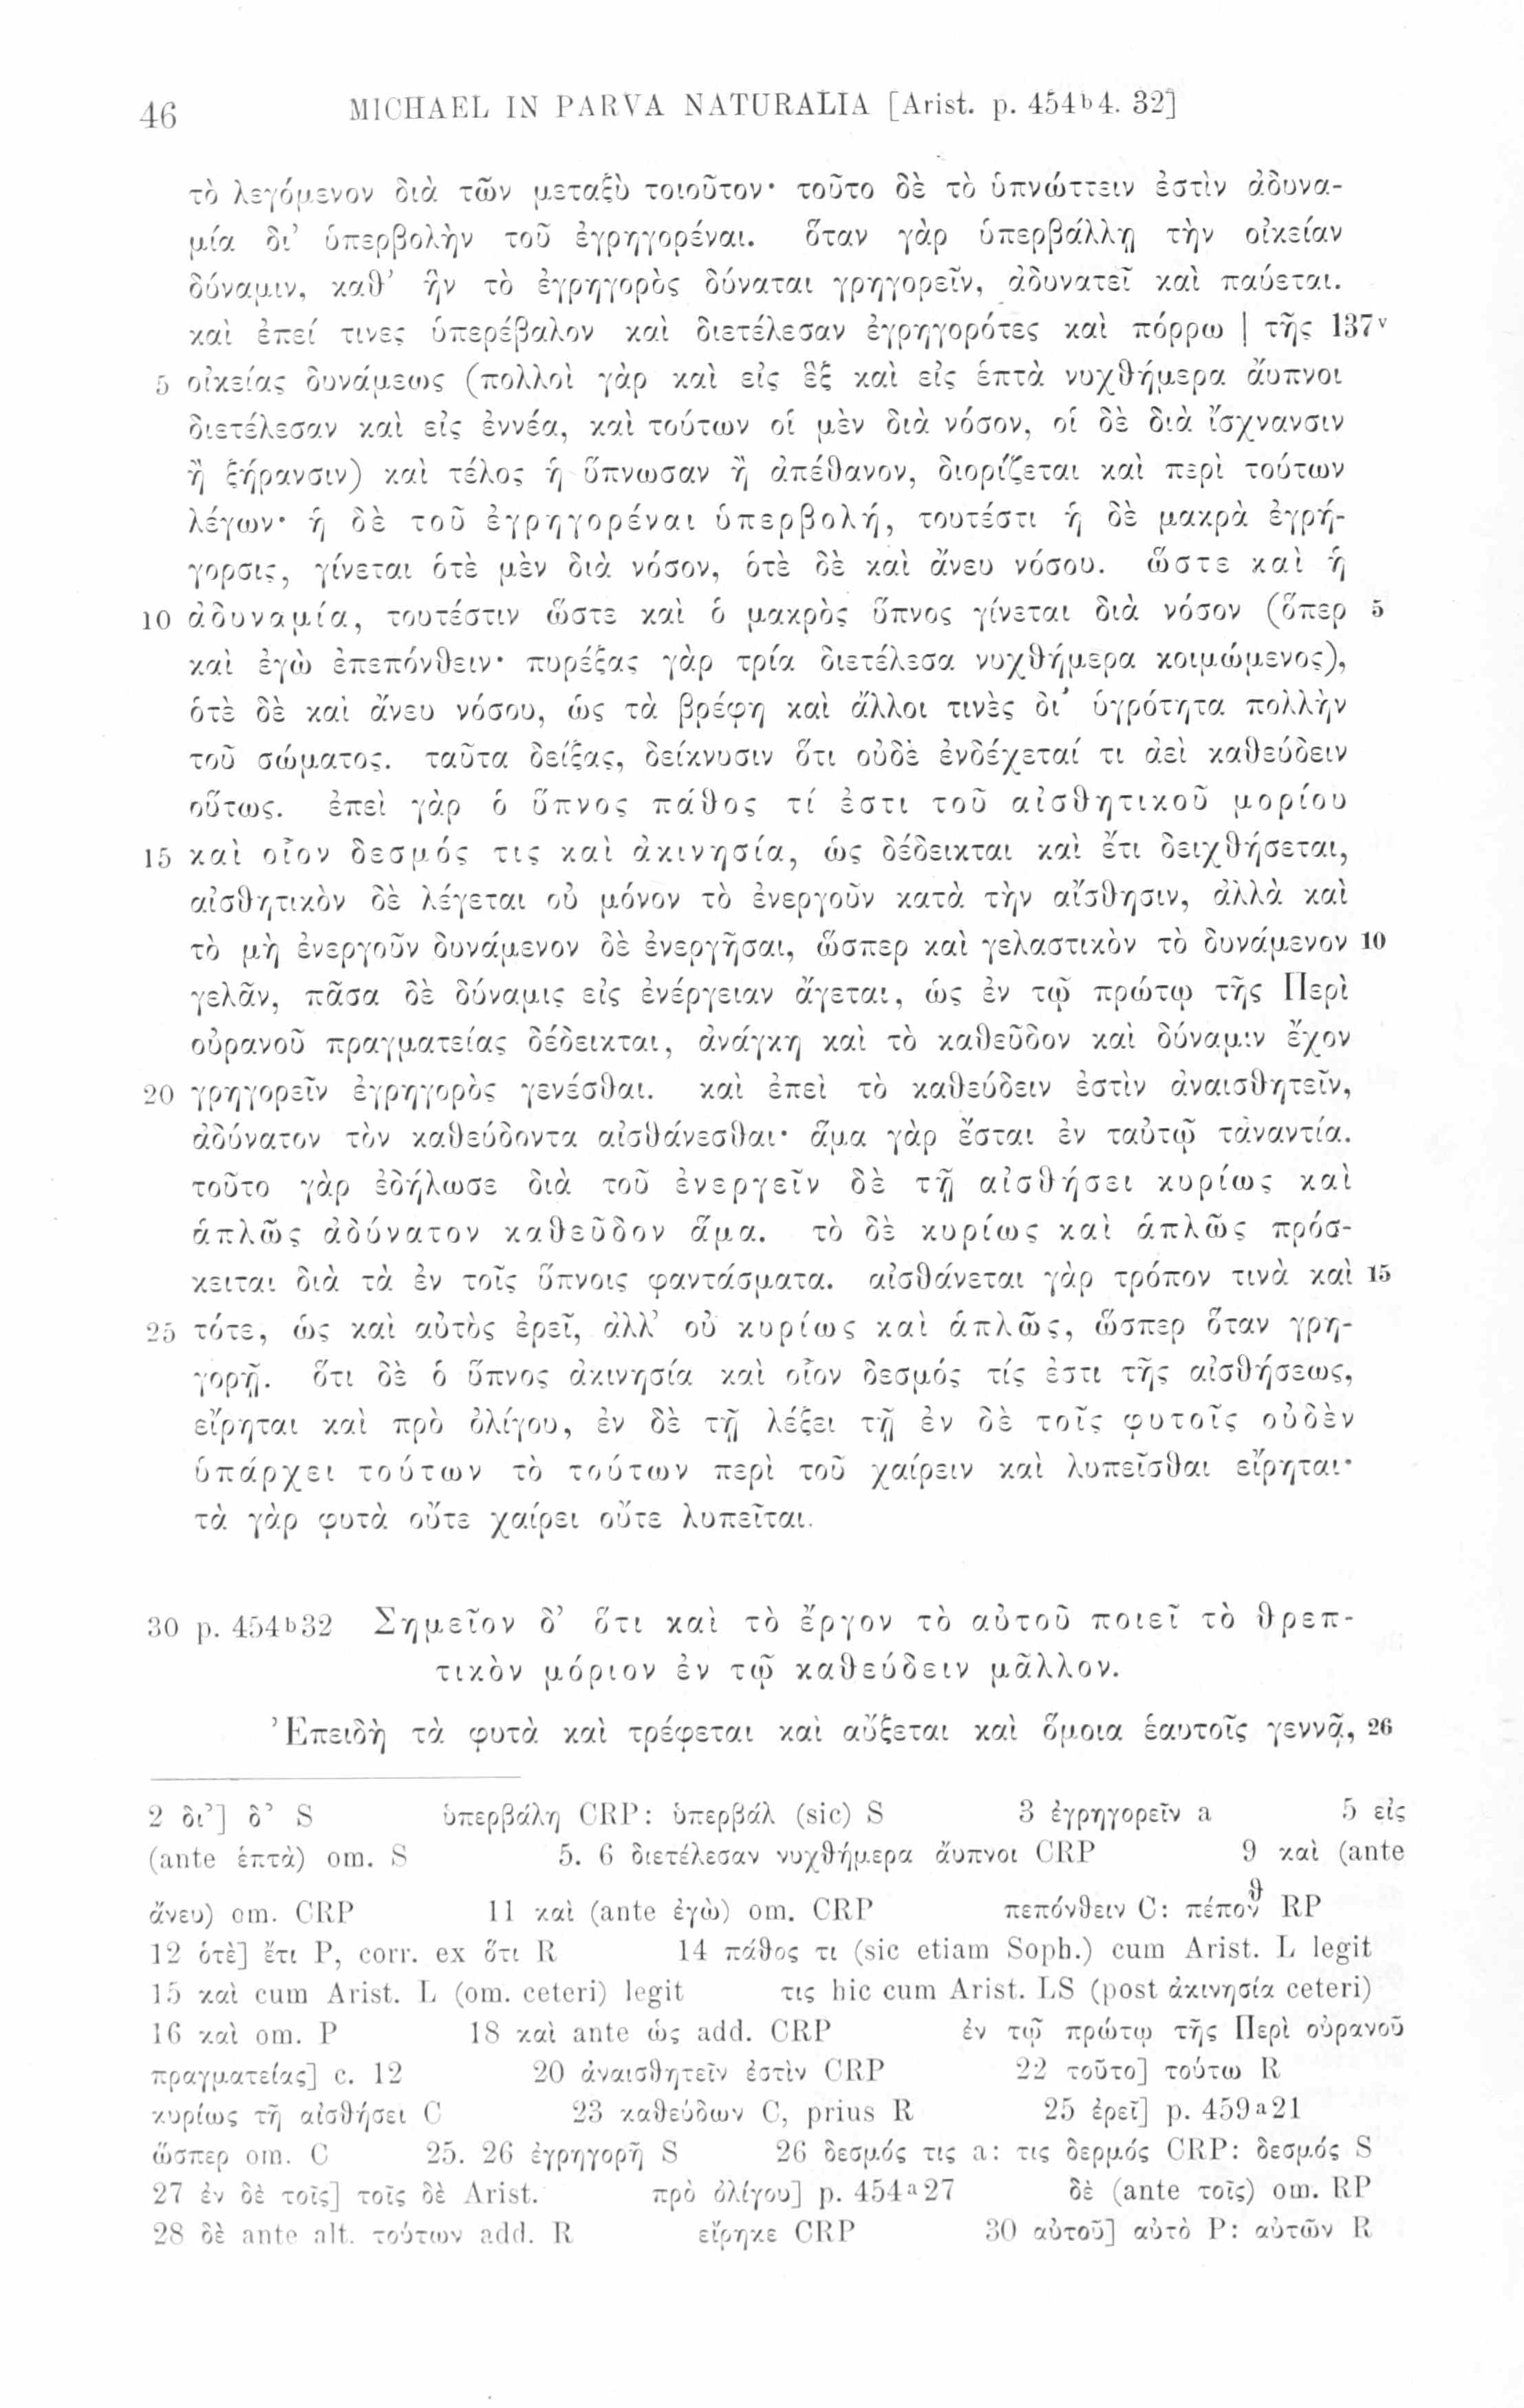 46 MICHAEL IN PARVA NATURALIA [Arist. p. 454ᵇ4. 32]
τὸ λεγόμενον διὰ τῶν μεταξὺ τοιοῦτον· τοῦτο δὲ τὸ ὑπνώττειν ἐστὶν ἀδυνα-
μία δι’ ὑπερβολὴν τοῦ ἐγρηγορέναι. ὅταν γὰρ ὑπερβάλλῃ τὴν οἰκείαν
δύναμιν, καθ’ ἣν τὸ ἐγρηγορὸς δύναται γρηγορεῖν, ἀδυνατεῖ καὶ παύεται.
καὶ ἐπεί τινες ὑπερέβαλον καὶ διετέλεσαν ἐγρηγορότες καὶ πόρρω | τῆς 137ᵛ
5 οἰκείας δυνάμεως (πολλοὶ γὰρ καὶ εἰς ἓξ καὶ εἰς ἑπτὰ νυχθήμερα ἄυπνοι
διετέλεσαν καὶ εἰς ἐννέα, καὶ τούτων οἱ μὲν διὰ νόσον, οἱ δὲ διὰ ἴσχνανσιν
ἢ ξήρανσιν) καὶ τέλος ἢ ὕπνωσαν ἢ ἀπέθανον, διορίζεται καὶ περὶ τούτων
λέγων· ἡ δὲ τοῦ ἐγρηγορέναι ὑπερβολή, τουτέστι ἡ δὲ μακρὰ ἐγρή-
γορσις, γίνεται ὁτὲ μὲν διὰ νόσον, ὁτὲ δὲ καὶ ἄνευ νόσου. ὥστε καὶ ἡ
10 ἀδυναμία, τουτέστιν ὥστε καὶ ὁ μακρὸς ὕπνος γίνεται διὰ νόσον (ὅπερ 5
καὶ ἐγὼ ἐπεπόνθειν· πυρέξας γὰρ τρία διετέλεσα νυχθήμερα κοιμώμενος),
ὁτὲ δὲ καὶ ἄνευ νόσου, ὡς τὰ βρέφη καὶ ἄλλοι τινὲς δι’ ὑγρότητα πολλὴν
τοῦ σώματος. ταῦτα δείξας, δείκνυσιν ὅτι οὐδὲ ἐνδέχεταί τι ἀεὶ καθεύδειν
οὕτως. ἐπεὶ γὰρ ὁ ὕπνος πάθος τί ἐστι τοῦ αἰσθητικοῦ μορίου
15 καὶ οἷον δεσμός τις καὶ ἀκινησία, ὡς δέδεικται καὶ ἔτι δειχθήσεται,
αἰσθητικὸν δὲ λέγεται οὐ μόνον τὸ ἐνεργοῦν κατὰ τὴν αἴσθησιν, ἀλλὰ καὶ
τὸ μὴ ἐνεργοῦν δυνάμενον δὲ ἐνεργῆσαι, ὥσπερ καὶ γελαστικὸν τὸ δυνάμενον 10
γελᾶν, πᾶσα δὲ δύναμις εἰς ἐνέργειαν ἄγεται, ὡς ἐν τῷ πρώτῳ τῆς Περὶ
οὐρανοῦ πραγματείας δέδεικται, ἀνάγκη καὶ τὸ καθεῦδον καὶ δύναμιν ἔχον
20 γρηγορεῖν ἐγρηγορὸς γενέσθαι. καὶ ἐπεὶ τὸ καθεύδειν ἐστὶν ἀναισθητεῖν,
ἀδύνατον τὸν καθεύδοντα αἰσθάνεσθαι· ἅμα γὰρ ἔσται ἐν ταὐτῷ τἀναντία.
τοῦτο γὰρ ἐδήλωσε διὰ τοῦ ἐνεργεῖν δὲ τῇ αἰσθήσει κυρίως καὶ
ἁπλῶς ἀδύνατον καθεῦδον ἅμα. τὸ δὲ κυρίως καὶ ἁπλῶς πρόσ-
κειται διὰ τὰ ἐν τοῖς ὕπνοις φαντάσματα. αἰσθάνεται γὰρ τρόπον τινὰ καὶ 15
25 τότε, ὡς καὶ αὐτὸς ἐρεῖ, ἀλλ’ οὐ κυρίως καὶ ἁπλῶς, ὥσπερ ὅταν γρη-
γορῇ. ὅτι δὲ ὁ ὕπνος ἀκινησία καὶ οἷον δεσμός τίς ἐστι τῆς αἰσθήσεως,
εἴρηται καὶ πρὸ ὀλίγου, ἐν δὲ τῇ λέξει τῇ ἐν δὲ τοῖς φυτοῖς οὐδὲν
ὑπάρχει τούτων τὸ τούτων περὶ τοῦ χαίρειν καὶ λυπεῖσθαι εἴρηται·
τὰ γὰρ φυτὰ οὔτε χαίρει οὔτε λυπεῖται.
30 p. 454ᵇ32 Σημεῖον δ’ ὅτι καὶ τὸ ἔργον τὸ αὑτοῦ ποιεῖ τὸ θρεπ-
τικὸν μόριον ἐν τῷ καθεύδειν μᾶλλον.
Ἐπειδὴ τὰ φυτὰ καὶ τρέφεται καὶ αὔξεται καὶ ὅμοια ἑαυτοῖς γεννᾷ, 26
2 δι’] δ’ S ὑπερβάλη CRP: ὑπερβάλ (sic) S 3 ἐγρηγορεῖν a 5 εἰς
(ante ἑπτὰ) om. S 5. 6 διετέλεσαν νυχθήμερα ἄυπνοι CRP 9 καὶ (ante
ἄνευ) om. CRP 11 καὶ (ante ἐγὼ) om. CRP πεπόνθειν C: πέπονθ RP
12 ὁτὲ] ἔτι P, corr. ex ὅτι R 14 πάθος τι (sic etiam Soph.) cum Arist. L legit
15 καὶ cum Arist. L (om. ceteri) legit τις hic cum Arist. LS (post ἀκινησία ceteri)
16 καὶ om. P 18 καὶ ante ὡς add. CRP ἐν τῷ πρώτῳ τῆς Περὶ οὐρανοῦ
πραγματείας] c. 12 20 ἀναισθητεῖν ἐστὶν CRP 22 τοῦτο] τούτω R
κυρίως τῇ αἰσθήσει C 23 καθεύδων C, prius R 25 ἐρεῖ] p. 459ᵃ21
ὥσπερ om. C 25. 26 ἐγρηγορῇ S 26 δεσμός τις a: τις δερμός CRP: δεσμός S
27 ἐν δὲ τοῖς] τοῖς δὲ Arist. πρὸ ὀλίγου] p. 454ᵃ27 δὲ (ante τοῖς) om. RP
28 δὲ ante alt. τούτων add. R εἴρηκε CRP 30 αὑτοῦ] αὐτὸ P: αὐτῶν R